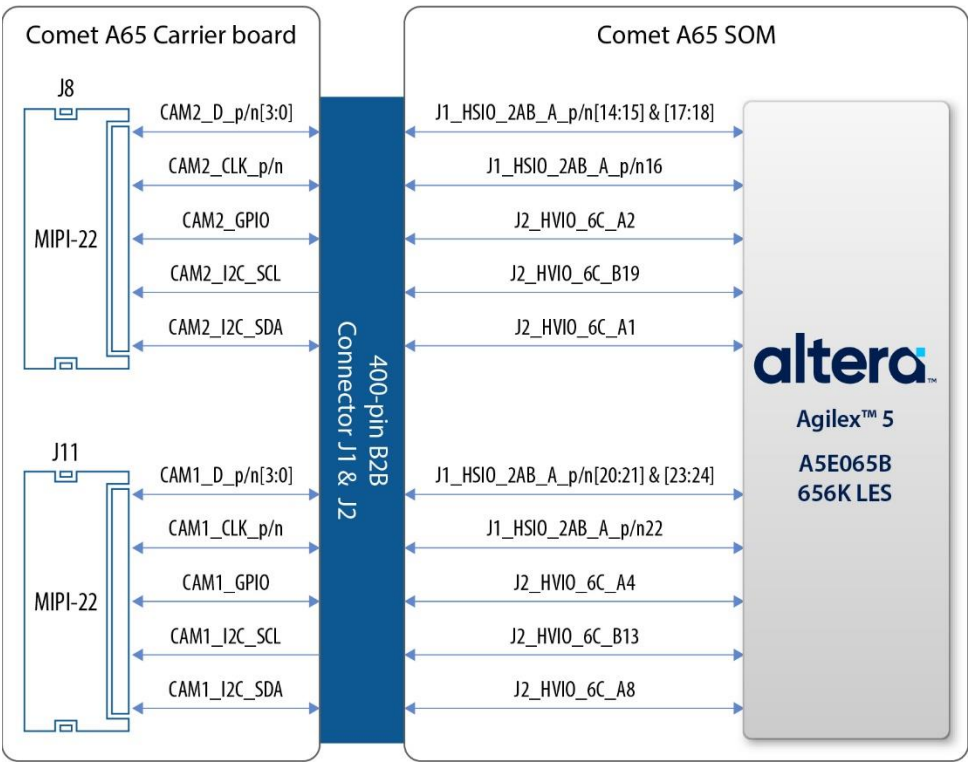 Comet A65 Carrier board
Comet A65 SOM
J8
MIPI-22
CAM2_D_p/n[3:0]
CAM2_CLK_p/n
CAM2_GPIO
CAM2_I2C_SCL
CAM2_I2C_SDA
J11
MIPI-22
CAM1_D_p/n[3:0]
CAM1_CLK_p/n
CAM1_GPIO
CAM1_I2C_SCL
CAM1_I2C_SDA
400-pin B2B
Connector J1 & J2
J1_HSIO_2AB_A_p/n[14:15] & [17:18]
J1_HSIO_2AB_A_p/n16
J2_HVIO_6C_A2
J2_HVIO_6C_B19
J2_HVIO_6C_A1
J1_HSIO_2AB_A_p/n[20:21] & [23:24]
J1_HSIO_2AB_A_p/n22
J2_HVIO_6C_A4
J2_HVIO_6C_B13
J2_HVIO_6C_A8
altera™
Agilex™ 5
A5E065B
656K LES